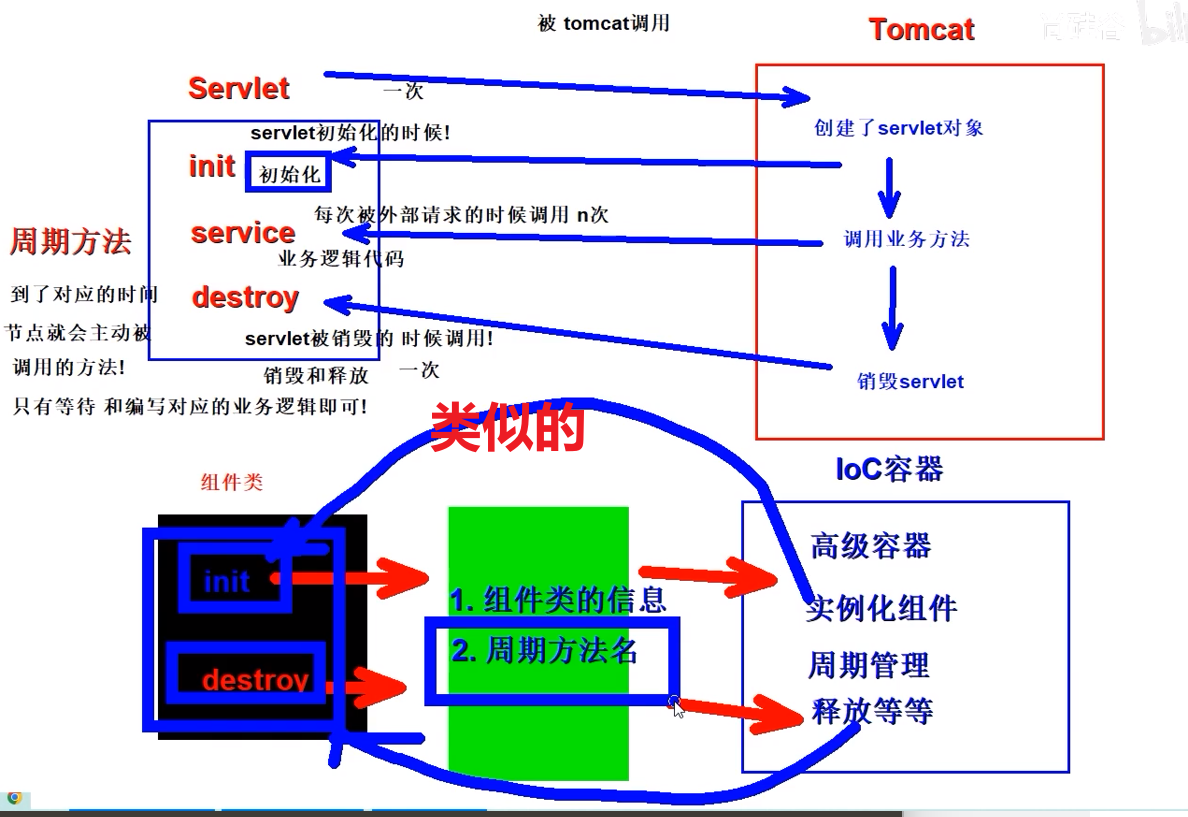 被 tomcat调用
Tomcat
Servlet
一次
创建了servlet对象
servlet初始化的时候!
init
初始化
每次被外部请求的时候调用 n次
service
业务逻辑代码
调用业务方法
周期方法
到了对应的时间
节点就会主动被
调用的方法!
只有等待 和编写对应的业务逻辑即可!
destroy
servlet被销毁的 时候调用!
销毁和释放
一次
销毁servlet
类似的
组件类
init
destroy
1. 组件类的信息
2. 周期方法名
IoC容器
高级容器
实例化组件
周期管理
释放等等